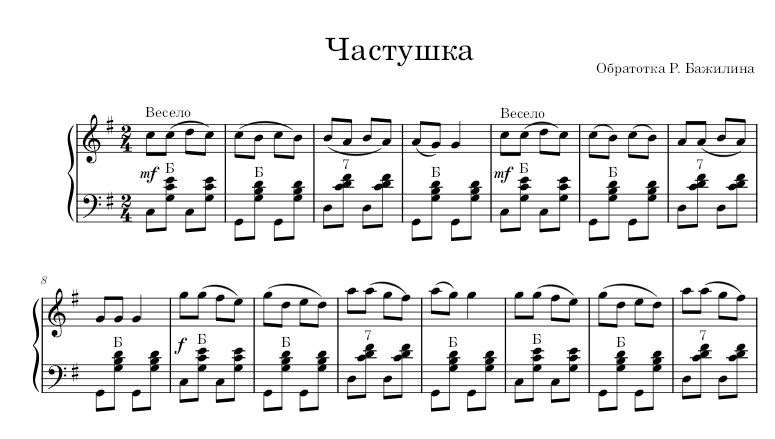 Частушка
Обратотка Р. Бажилина
Весело Весело
mf Б Б 7 Б mf Б Б 7
8
f Б Б Б 7 Б Б Б 7